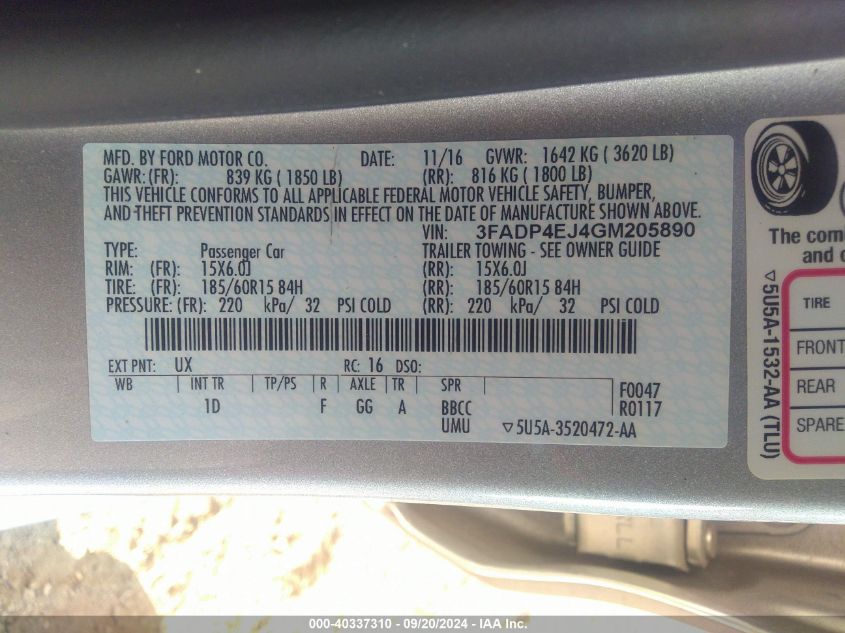 MFD. BY FORD MOTOR CO. DATE: 11/16 GVWR: 1642 KG ( 3620 LB)
GAWR:(FR): 839 KG ( 1850 LB) (RR): 816 KG ( 1800 LB)
THIS VEHICLE CONFORMS TO ALL APPLICABLE FEDERAL MOTOR VEHICLE SAFETY, BUMPER,
AND THEFT PREVENTION STANDARDS IN EFFECT ON THE DATE OF MANUFACTURE SHOWN ABOVE.
VIN: 3FADP4EJ4GM205890
TYPE: Passenger Car TRAILER TOWING - SEE OWNER GUIDE
RIM: (FR): 15X6.0J (RR): 15X6.0J
TIRE: (FR): 185/60R15 84H (RR): 185/60R15 84H
PRESSURE: (FR): 220 kPa/ 32 PSI COLD (RR): 220 kPa/ 32 PSI COLD
EXT PNT: UX RC: 16 DSO:
WB INT TR TP/PS R AXLE TR SPR F0047
1D F GG A BBCC R0117
UMU ▽5U5A-3520472-AA
The com
and c
▽5U5A-1532-AA (TLU)
TIRE
FRONT
REAR
SPARE
000-40337310 - 09/20/2024 - IAA Inc.